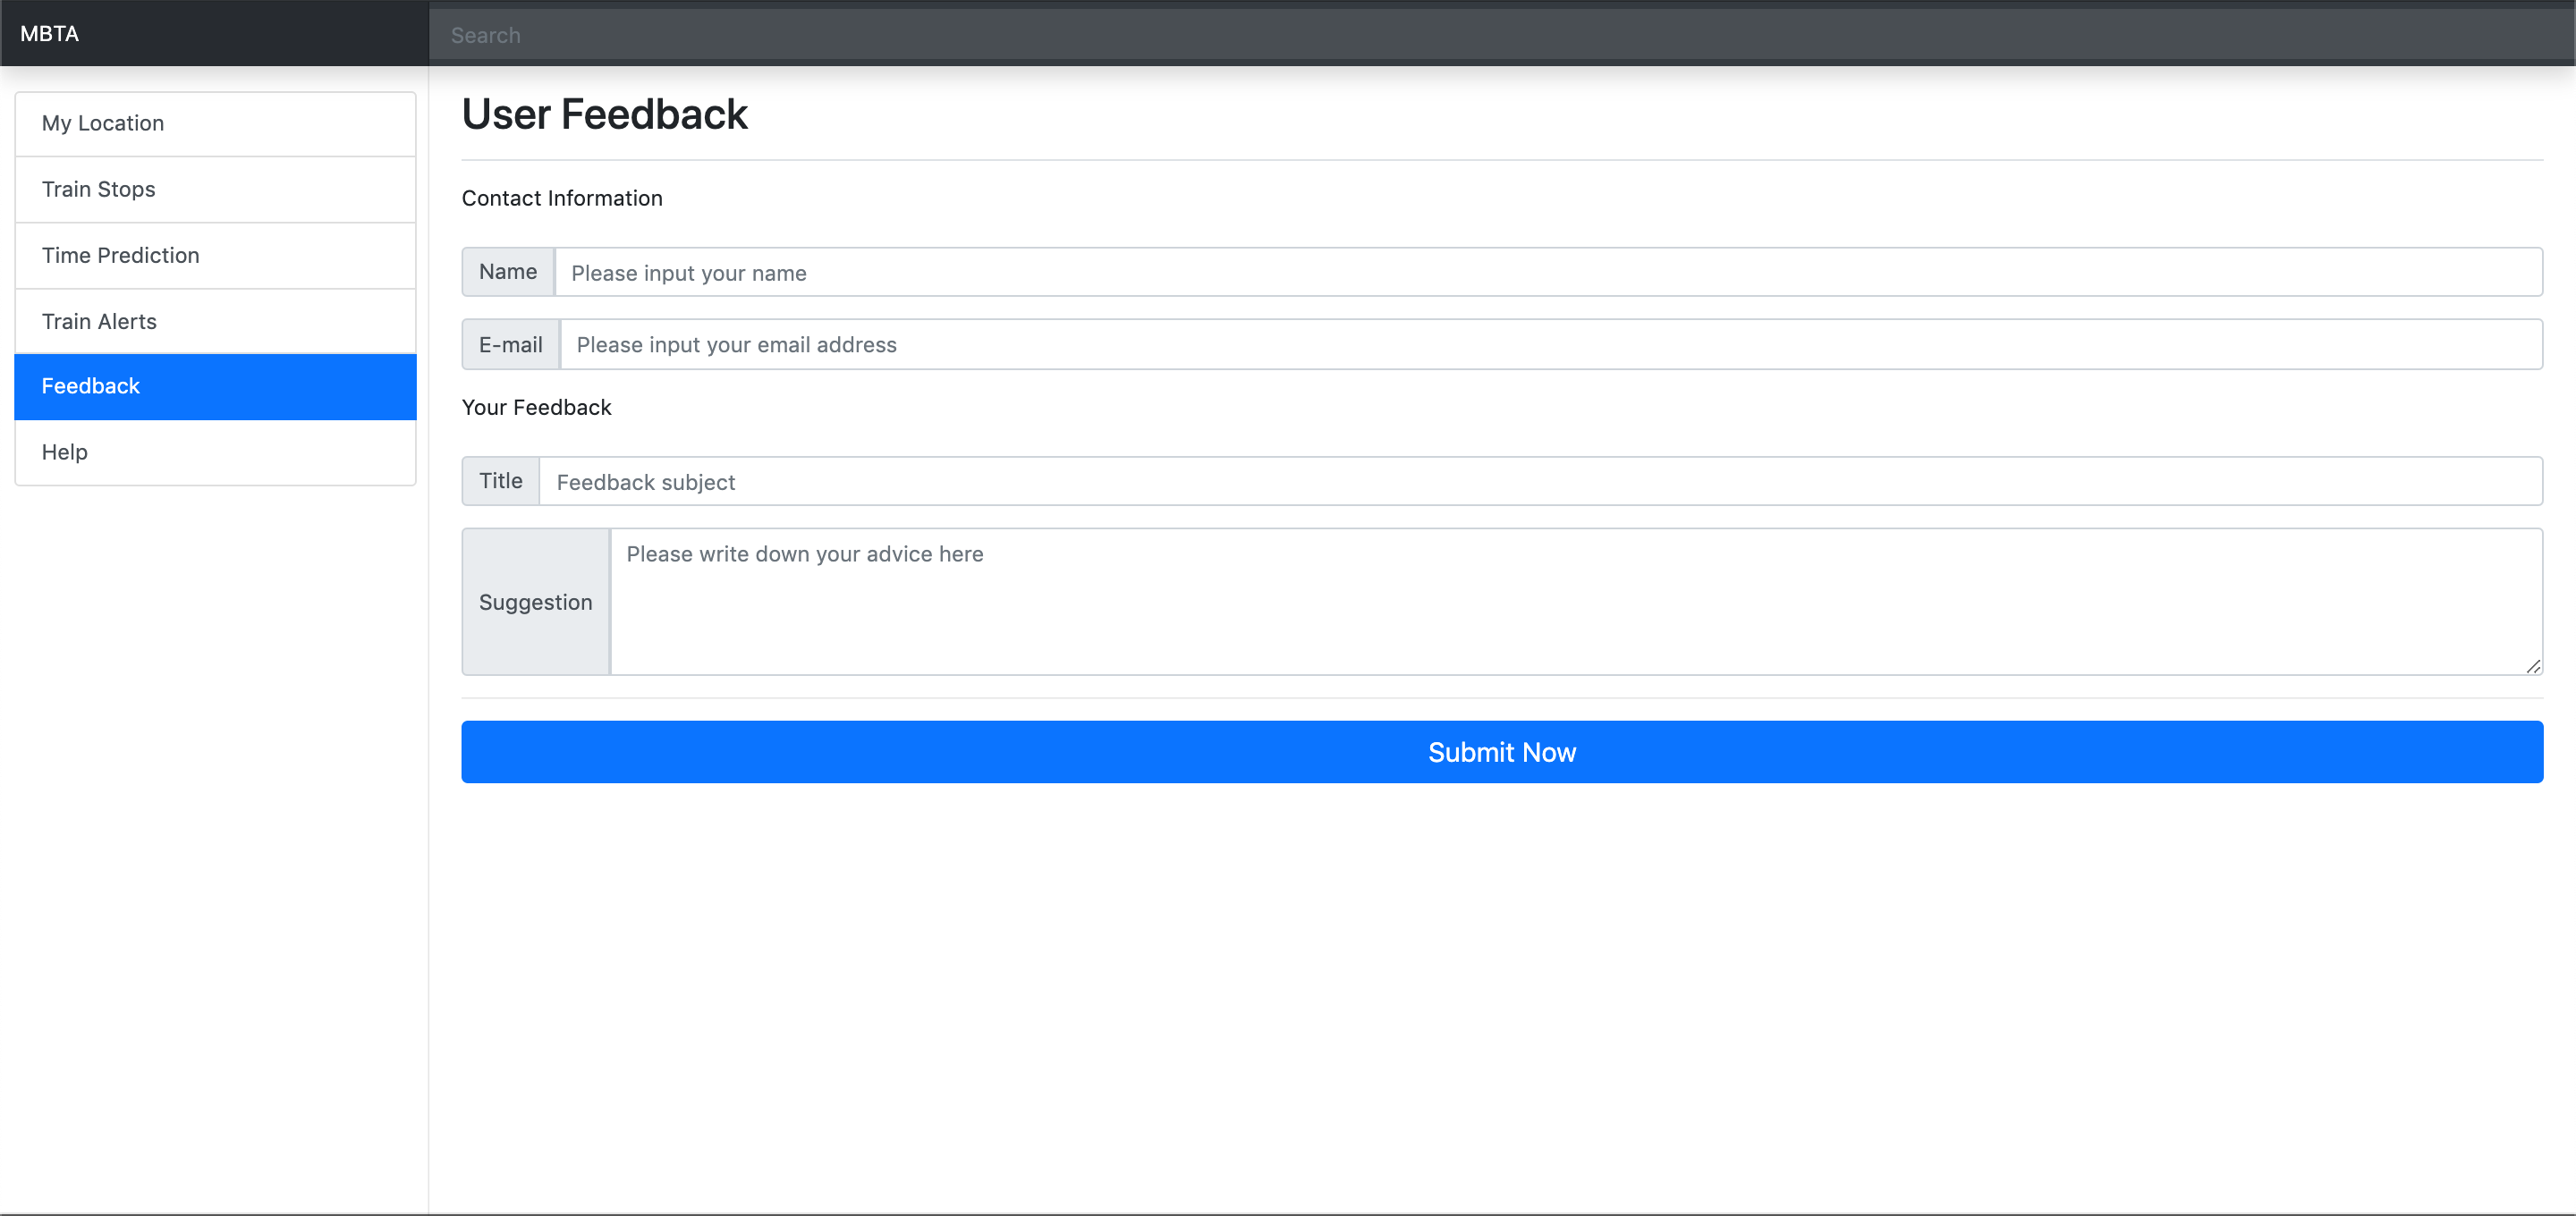 MBTA
Search
My Location
Train Stops
Time Prediction
Train Alerts
Feedback
Help
User Feedback
Contact Information
Name Please input your name
E-mail Please input your email address
Your Feedback
Title Feedback subject
Suggestion Please write down your advice here
Submit Now